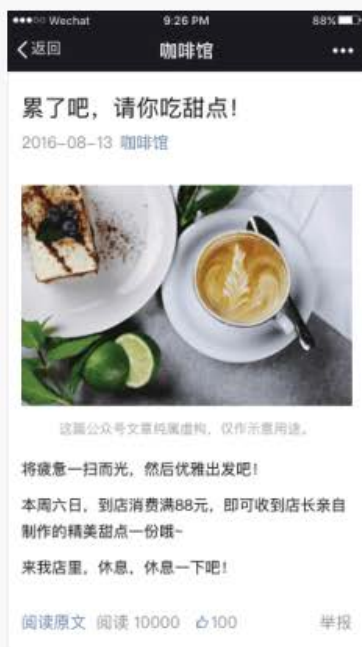 Wechat 9:26 PM 88%
返回 咖啡馆
累了吧，请你吃甜点！
2016-08-13 咖啡馆
这篇公众号文章纯属虚构，仅作示意用途。
将疲惫一扫而光，然后优雅出发吧！
本周六日，到店消费满88元，即可收到店长亲自
制作的精美甜点一份哦~
来我店里，休息，休息一下吧！
阅读原文 阅读 10000 100 举报